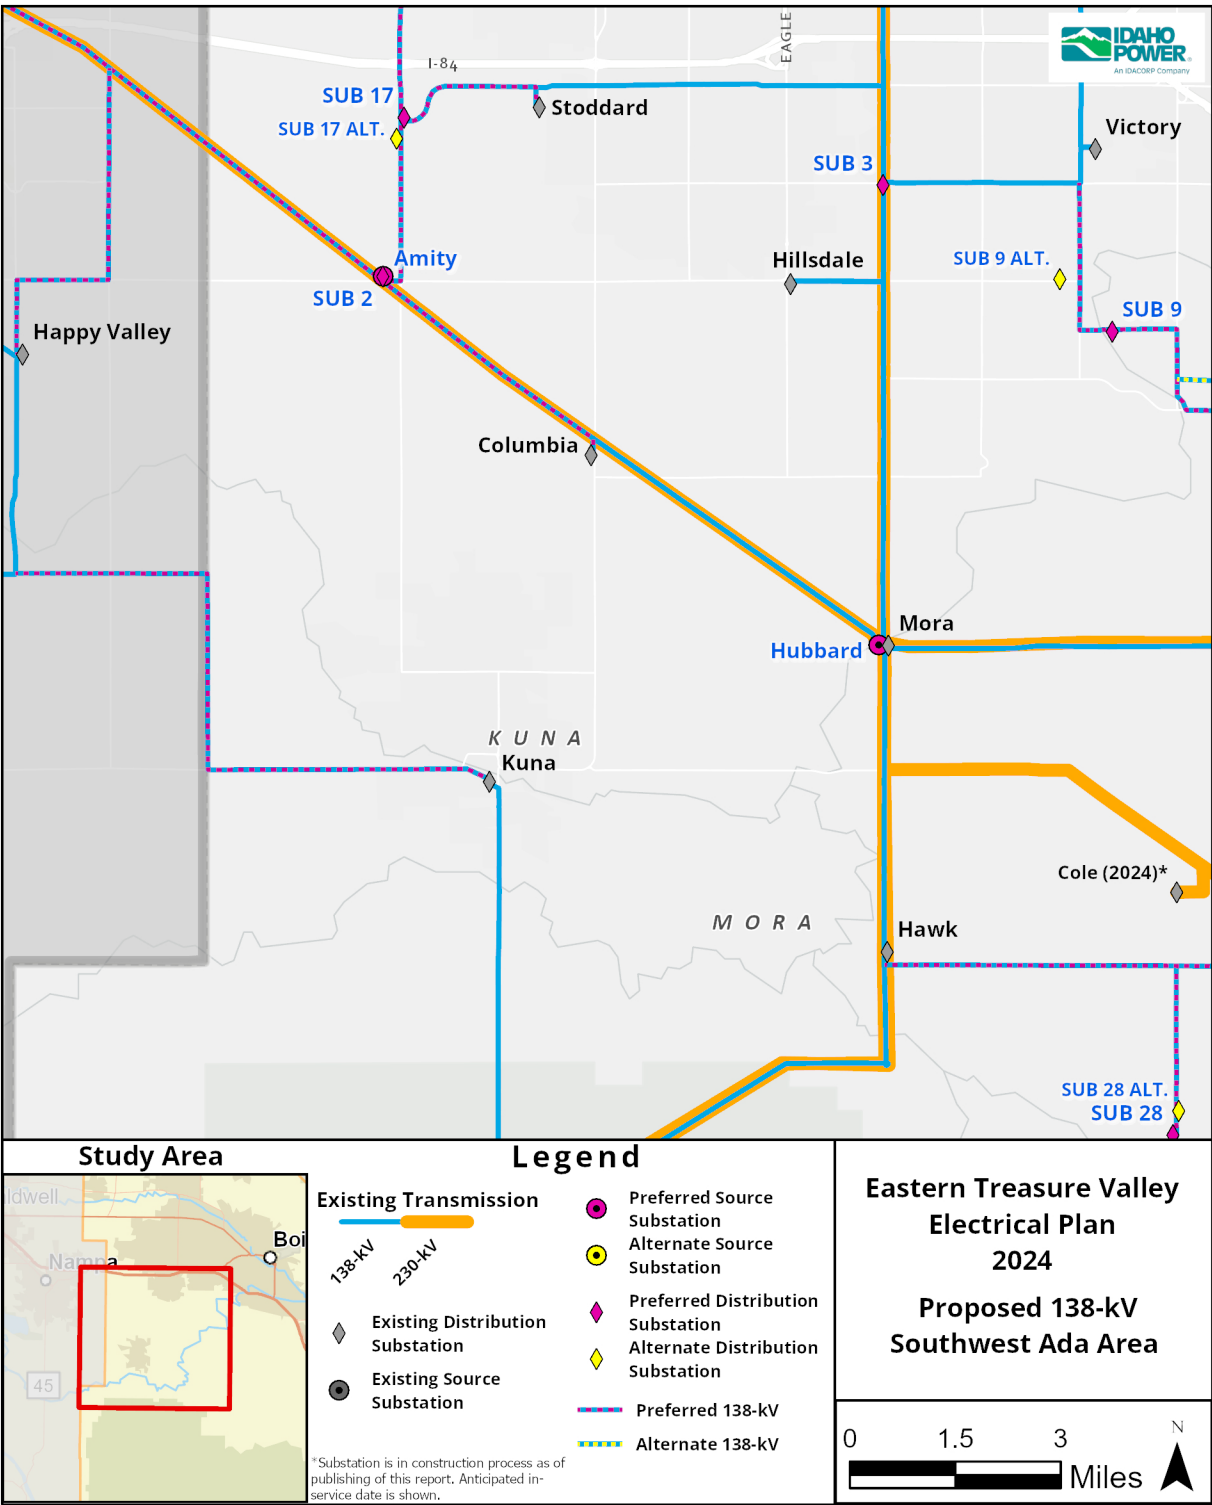 EAGLE
IDAHO
POWER®
An IDACORP Company
I-84
SUB 17
Stoddard
SUB 17 ALT.
Victory
SUB 3
Amity
Hillsdale
SUB 9 ALT.
SUB 2
SUB 9
Happy Valley
Columbia
Mora
Hubbard
KUNA
Kuna
Cole (2024)*
MORA
Hawk
SUB 28 ALT.
SUB 28
Study Area
ldwell
Boi
Nampa
45
Legend
Existing Transmission
138-kV
230-kV
Existing Distribution
Substation
Existing Source
Substation
*Substation is in construction process as of
publishing of this report. Anticipated in-
service date is shown.
Preferred Source
Substation
Alternate Source
Substation
Preferred Distribution
Substation
Alternate Distribution
Substation
Preferred 138-kV
Alternate 138-kV
Eastern Treasure Valley
Electrical Plan
2024
Proposed 138-kV
Southwest Ada Area
0 1.5 3
Miles
N